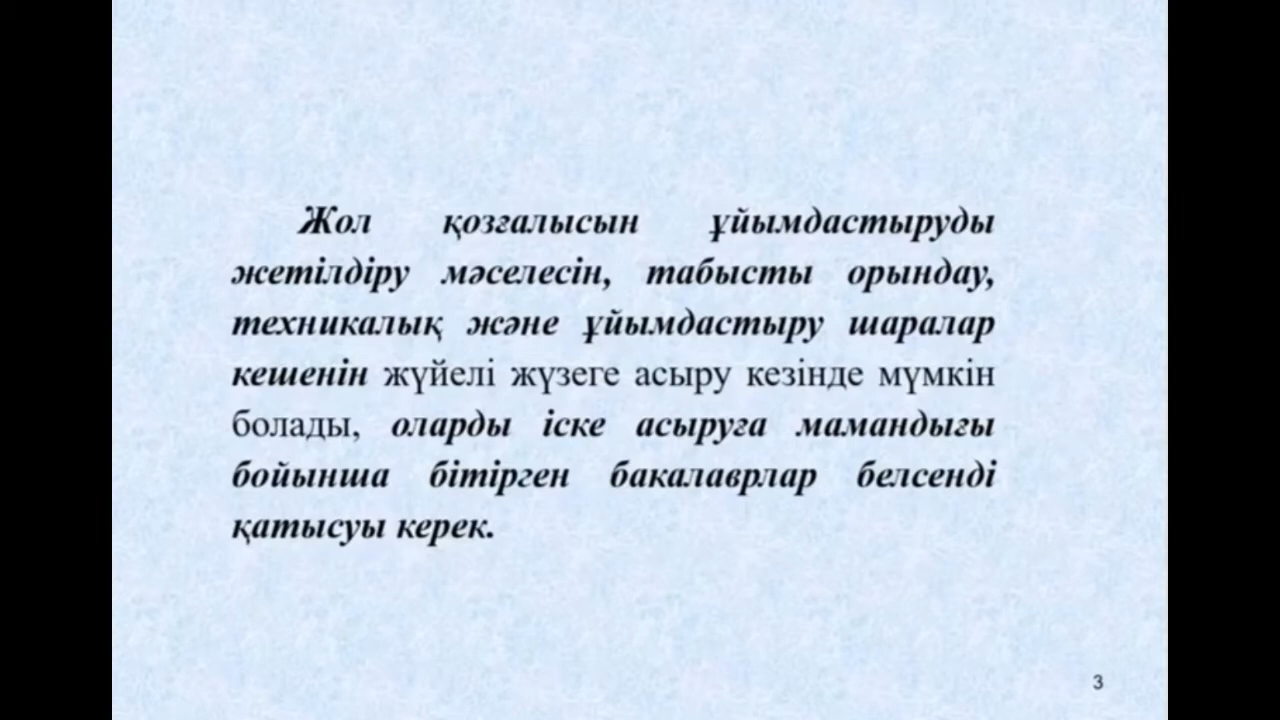 Жол қозғалысын ұйымдастыруды
жетілдіру мәселесін, табысты орындау,
техникалық және ұйымдастыру шаралар
кешенін жүйелі жүзеге асыру кезінде мүмкін
болады, оларды іске асыруға мамандығы
бойынша бітірген бакалаврлар белсенді
қатысуы керек.
3